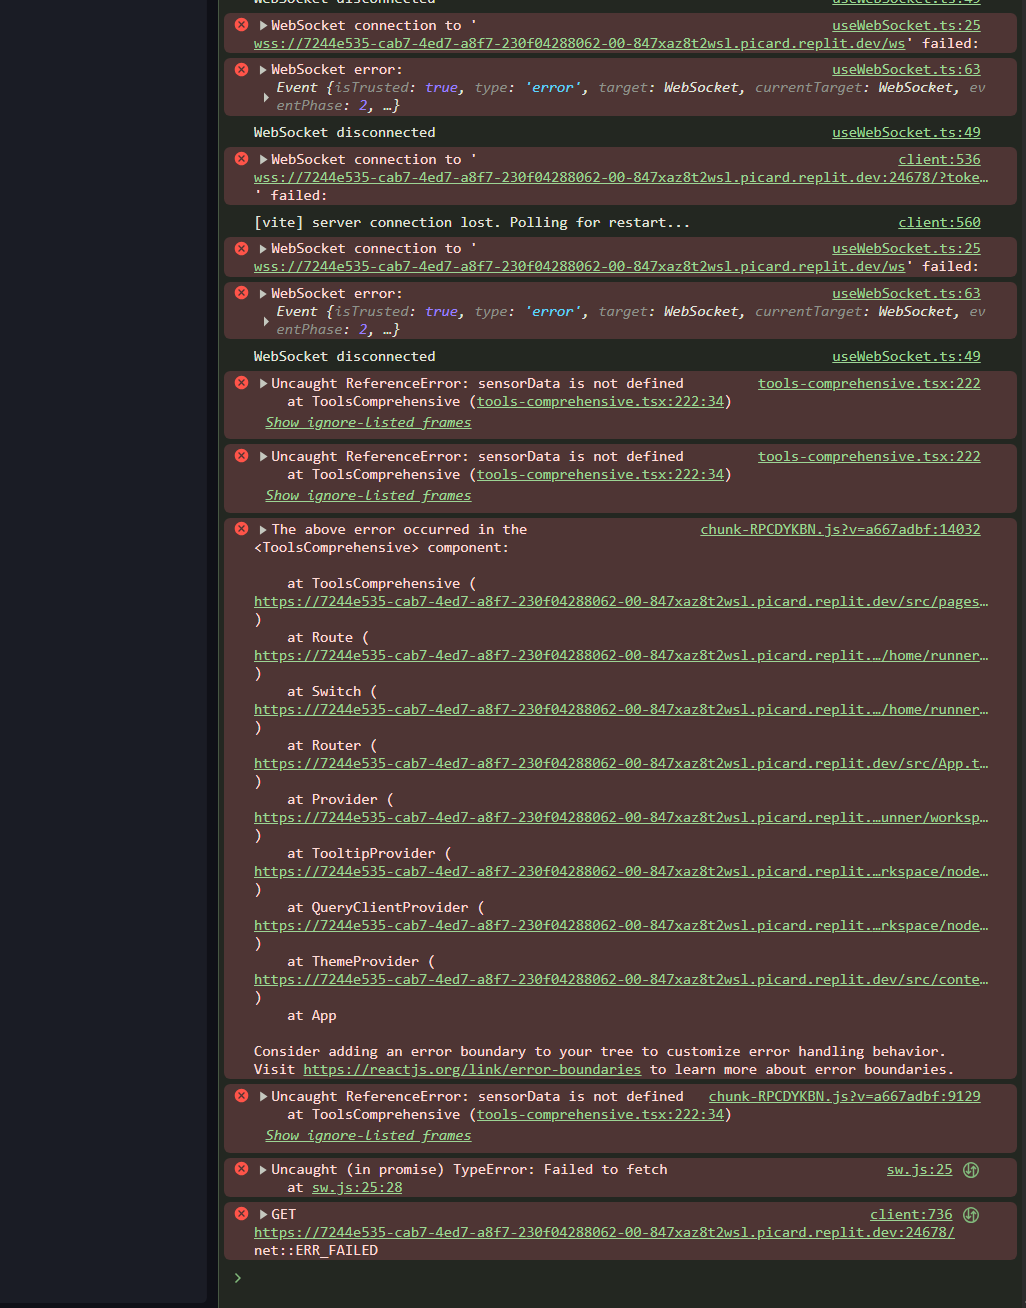 WebSocket disconnected useWebSocket.ts:49
WebSocket connection to ' useWebSocket.ts:25
wss://7244e535-cab7-4ed7-a8f7-230f04288062-00-847xaz8t2wsl.picard.replit.dev/ws' failed:
WebSocket error: useWebSocket.ts:63
Event {isTrusted: true, type: 'error', target: WebSocket, currentTarget: WebSocket, ev
entPhase: 2, …}
WebSocket disconnected useWebSocket.ts:49
WebSocket connection to ' client:536
wss://7244e535-cab7-4ed7-a8f7-230f04288062-00-847xaz8t2wsl.picard.replit.dev:24678/?toke…
' failed:
[vite] server connection lost. Polling for restart... client:560
WebSocket connection to ' useWebSocket.ts:25
wss://7244e535-cab7-4ed7-a8f7-230f04288062-00-847xaz8t2wsl.picard.replit.dev/ws' failed:
WebSocket error: useWebSocket.ts:63
Event {isTrusted: true, type: 'error', target: WebSocket, currentTarget: WebSocket, ev
entPhase: 2, …}
WebSocket disconnected useWebSocket.ts:49
Uncaught ReferenceError: sensorData is not defined tools-comprehensive.tsx:222
at ToolsComprehensive (tools-comprehensive.tsx:222:34)
Show ignore-listed frames
Uncaught ReferenceError: sensorData is not defined tools-comprehensive.tsx:222
at ToolsComprehensive (tools-comprehensive.tsx:222:34)
Show ignore-listed frames
The above error occurred in the chunk-RPCDYKBN.js?v=a667adbf:14032
<ToolsComprehensive> component:
at ToolsComprehensive (
https://7244e535-cab7-4ed7-a8f7-230f04288062-00-847xaz8t2wsl.picard.replit.dev/src/pages…
)
at Route (
https://7244e535-cab7-4ed7-a8f7-230f04288062-00-847xaz8t2wsl.picard.replit.…/home/runner…
)
at Switch (
https://7244e535-cab7-4ed7-a8f7-230f04288062-00-847xaz8t2wsl.picard.replit.…/home/runner…
)
at Router (
https://7244e535-cab7-4ed7-a8f7-230f04288062-00-847xaz8t2wsl.picard.replit.dev/src/App.t…
)
at Provider (
https://7244e535-cab7-4ed7-a8f7-230f04288062-00-847xaz8t2wsl.picard.replit.…unner/worksp…
)
at TooltipProvider (
https://7244e535-cab7-4ed7-a8f7-230f04288062-00-847xaz8t2wsl.picard.replit.…rkspace/node…
)
at QueryClientProvider (
https://7244e535-cab7-4ed7-a8f7-230f04288062-00-847xaz8t2wsl.picard.replit.…rkspace/node…
)
at ThemeProvider (
https://7244e535-cab7-4ed7-a8f7-230f04288062-00-847xaz8t2wsl.picard.replit.dev/src/conte…
)
at App
Consider adding an error boundary to your tree to customize error handling behavior.
Visit https://reactjs.org/link/error-boundaries to learn more about error boundaries.
Uncaught ReferenceError: sensorData is not defined chunk-RPCDYKBN.js?v=a667adbf:9129
at ToolsComprehensive (tools-comprehensive.tsx:222:34)
Show ignore-listed frames
Uncaught (in promise) TypeError: Failed to fetch sw.js:25
at sw.js:25:28
GET client:736
https://7244e535-cab7-4ed7-a8f7-230f04288062-00-847xaz8t2wsl.picard.replit.dev:24678/
net::ERR_FAILED